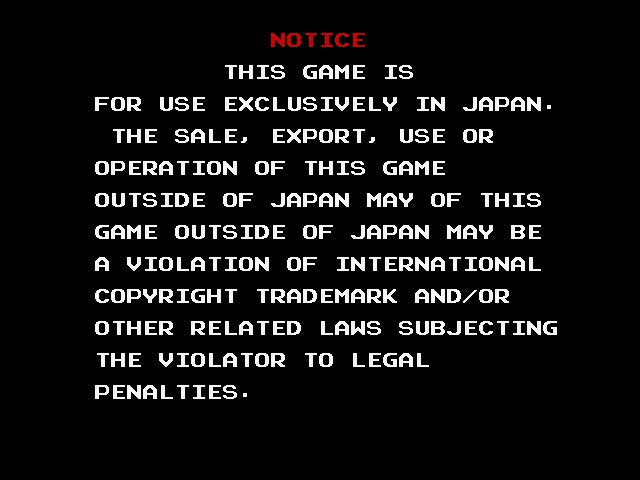 NOTICE
THIS GAME IS
FOR USE EXCLUSIVELY IN JAPAN.
THE SALE, EXPORT, USE OR
OPERATION OF THIS GAME
OUTSIDE OF JAPAN MAY OF THIS
GAME OUTSIDE OF JAPAN MAY BE
A VIOLATION OF INTERNATIONAL
COPYRIGHT TRADEMARK AND/OR
OTHER RELATED LAWS SUBJECTING
THE VIOLATOR TO LEGAL
PENALTIES.